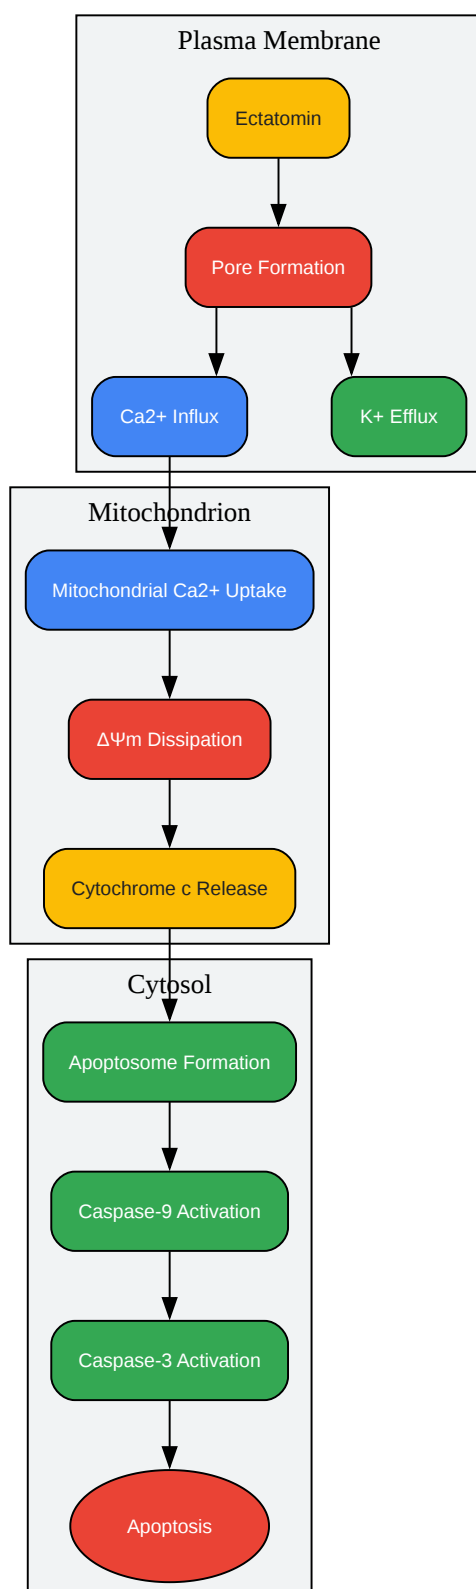 Plasma Membrane
Ectatomin
Pore Formation
Ca2+ Influx
K+ Efflux
Mitochondrion
Mitochondrial Ca2+ Uptake
ΔΨm Dissipation
Cytochrome c Release
Cytosol
Apoptosome Formation
Caspase-9 Activation
Caspase-3 Activation
Apoptosis